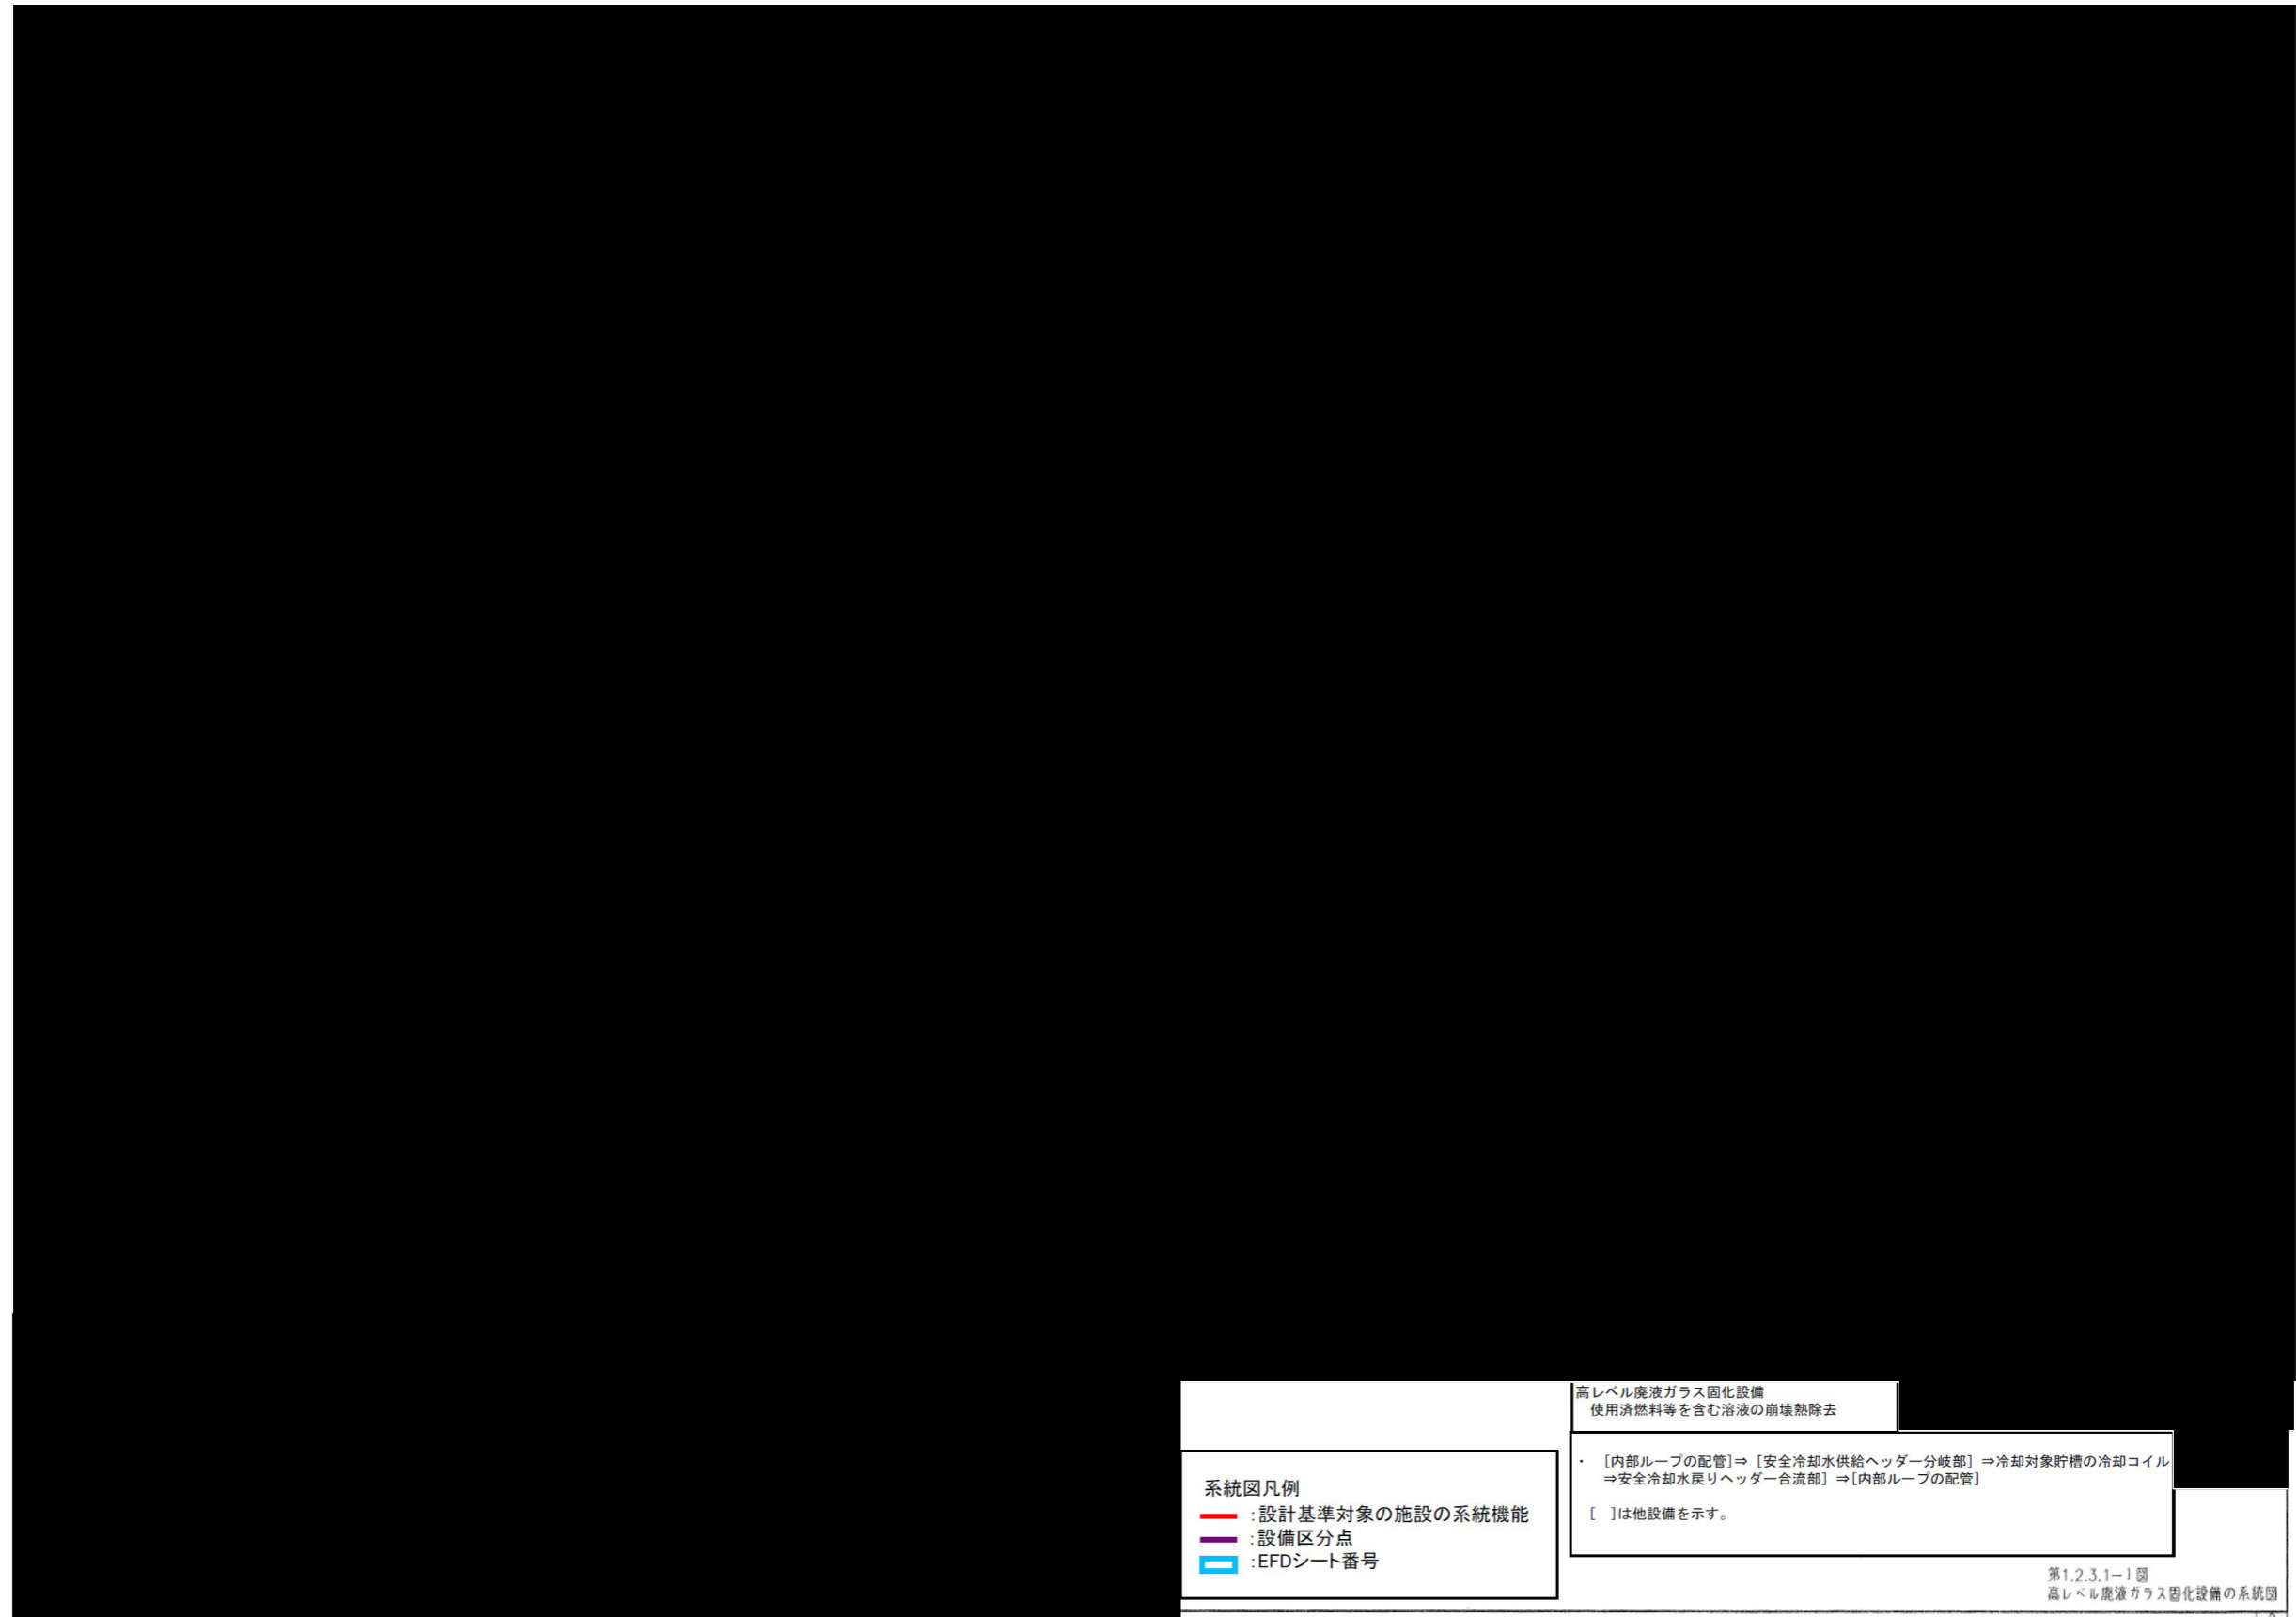 高レベル廃液ガラス固化設備
使用済燃料等を含む溶液の崩壊熱除去
・ [内部ループの配管]⇒ [安全冷却水供給ヘッダー分岐部] ⇒冷却対象貯槽の冷却コイル
⇒安全冷却水戻りヘッダー合流部] ⇒[内部ループの配管]
[ ]は他設備を示す。
系統図凡例
:設計基準対象の施設の系統機能
:設備区分点
:EFDシート番号
第1.2.3.1-1図
高レベル廃液ガラス固化設備の系統図